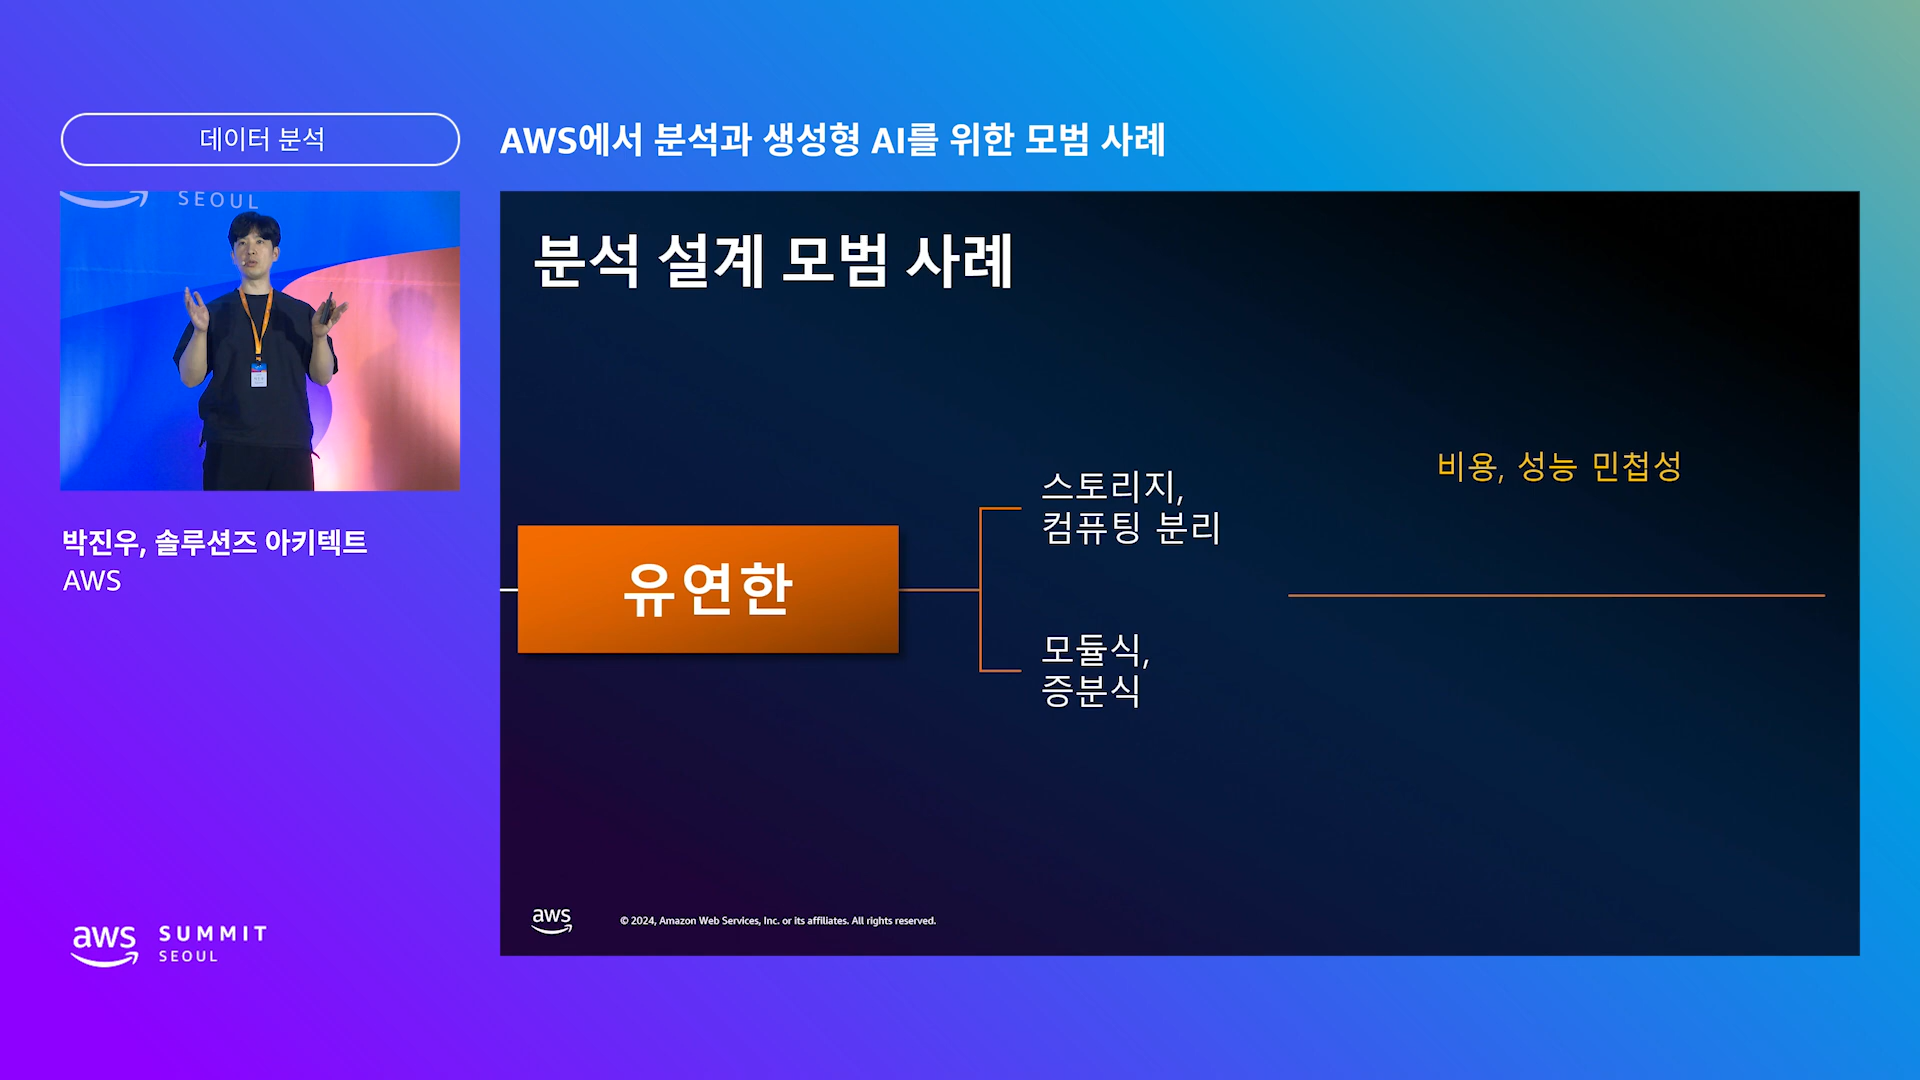 데이터 분석
AWS에서 분석과 생성형 AI를 위한 모범 사례
SEOUL
박진우, 솔루션즈 아키텍트
AWS
분석 설계 모범 사례
유연한
스토리지,
컴퓨팅 분리
모듈식,
증분식
비용, 성능 민첩성
aws
© 2024, Amazon Web Services, Inc. or its affiliates. All rights reserved.
aws
SUMMIT
SEOUL